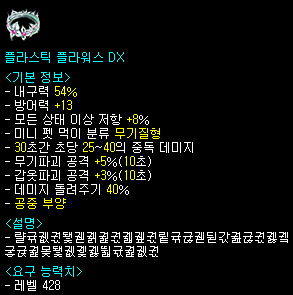 플라스틱 플라워스 DX
<기본 정보>
- 내구력 54%
- 방어력 +13
- 모든 상태 이상 저항 +8%
- 미니 펫 먹이 분류 무기질형
- 30초간 초당 25~40의 중독 데미지
- 무기파괴 공격 +5%(10초)
- 갑옷파괴 공격 +3%(10초)
- 데미지 돌려주기 40%
- 공중 부양
<설명>
<요구 능력치>
- 레벨 428